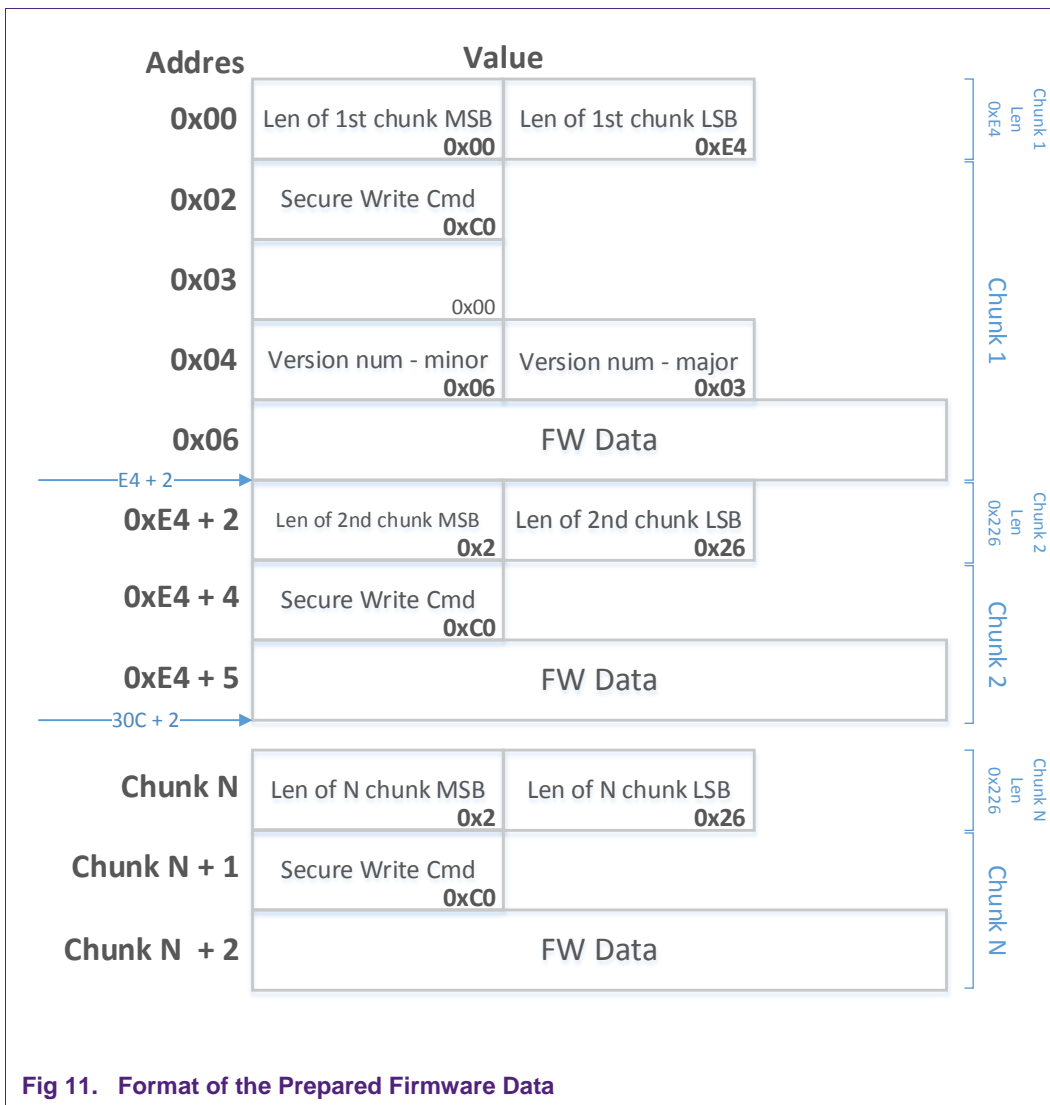 Addres Value
0x00 Len of 1st chunk MSB Len of 1st chunk LSB
0x00 0xE4
Chunk 1
Len
0xE4
0x02 Secure Write Cmd
0xC0
0x03
0x00
Chunk 1
0x04 Version num - minor Version num - major
0x06 0x03
0x06 FW Data
E4 + 2
0xE4 + 2 Len of 2nd chunk MSB Len of 2nd chunk LSB
0x2 0x26
Chunk 2
Len
0x226
0xE4 + 4 Secure Write Cmd
0xC0
Chunk 2
0xE4 + 5 FW Data
30C + 2
Chunk N Len of N chunk MSB Len of N chunk LSB
0x2 0x26
Chunk N
Len
0x226
Chunk N + 1 Secure Write Cmd
0xC0
Chunk N
Chunk N + 2 FW Data
Fig 11. Format of the Prepared Firmware Data